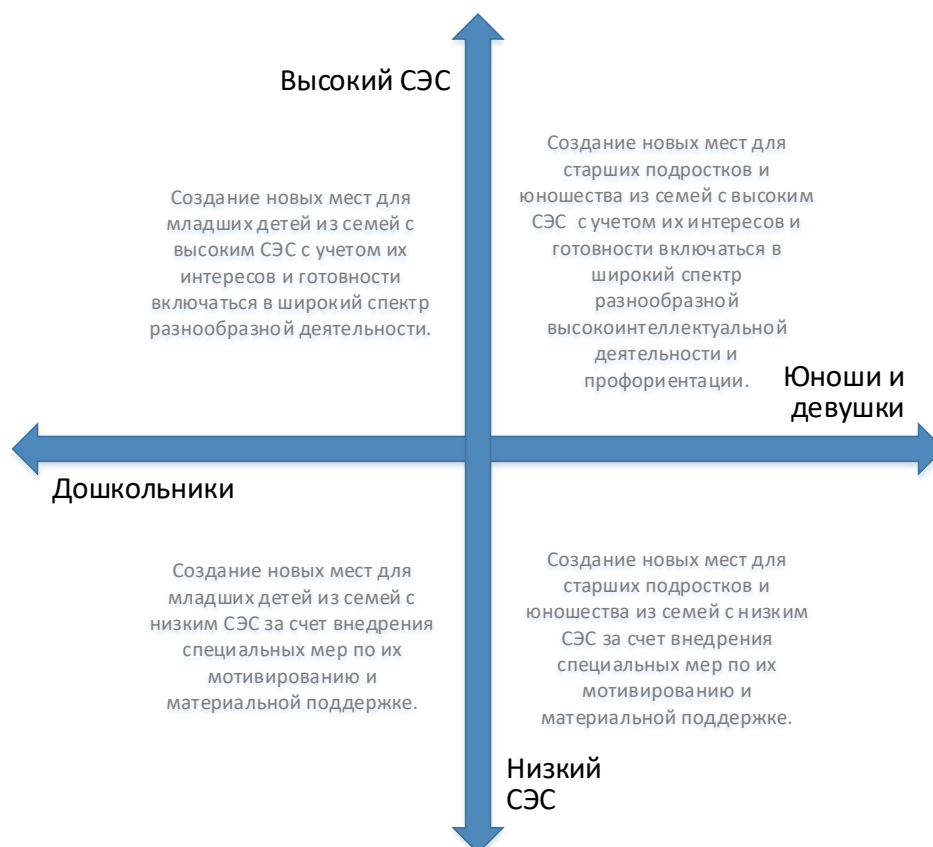 Высокий СЭС
Создание новых мест для
младших детей из семей с
высоким СЭС с учетом их
интересов и готовности
включаться в широкий спектр
разнообразной деятельности.
Создание новых мест для
старших подростков и
юношества из семей с высоким
СЭС с учетом их интересов и
готовности включаться в
широкий спектр
разнообразной
высокоинтеллектуальной
деятельности и
профориентации.
Юноши и
девушки
Дошкольники
Создание новых мест для
младших детей из семей с
низким СЭС за счет внедрения
специальных мер по их
мотивированию и
материальной поддержке.
Создание новых мест для
старших подростков и
юношества из семей с низким
СЭС за счет внедрения
специальных мер по их
мотивированию и
материальной поддержке.
Низкий
СЭС